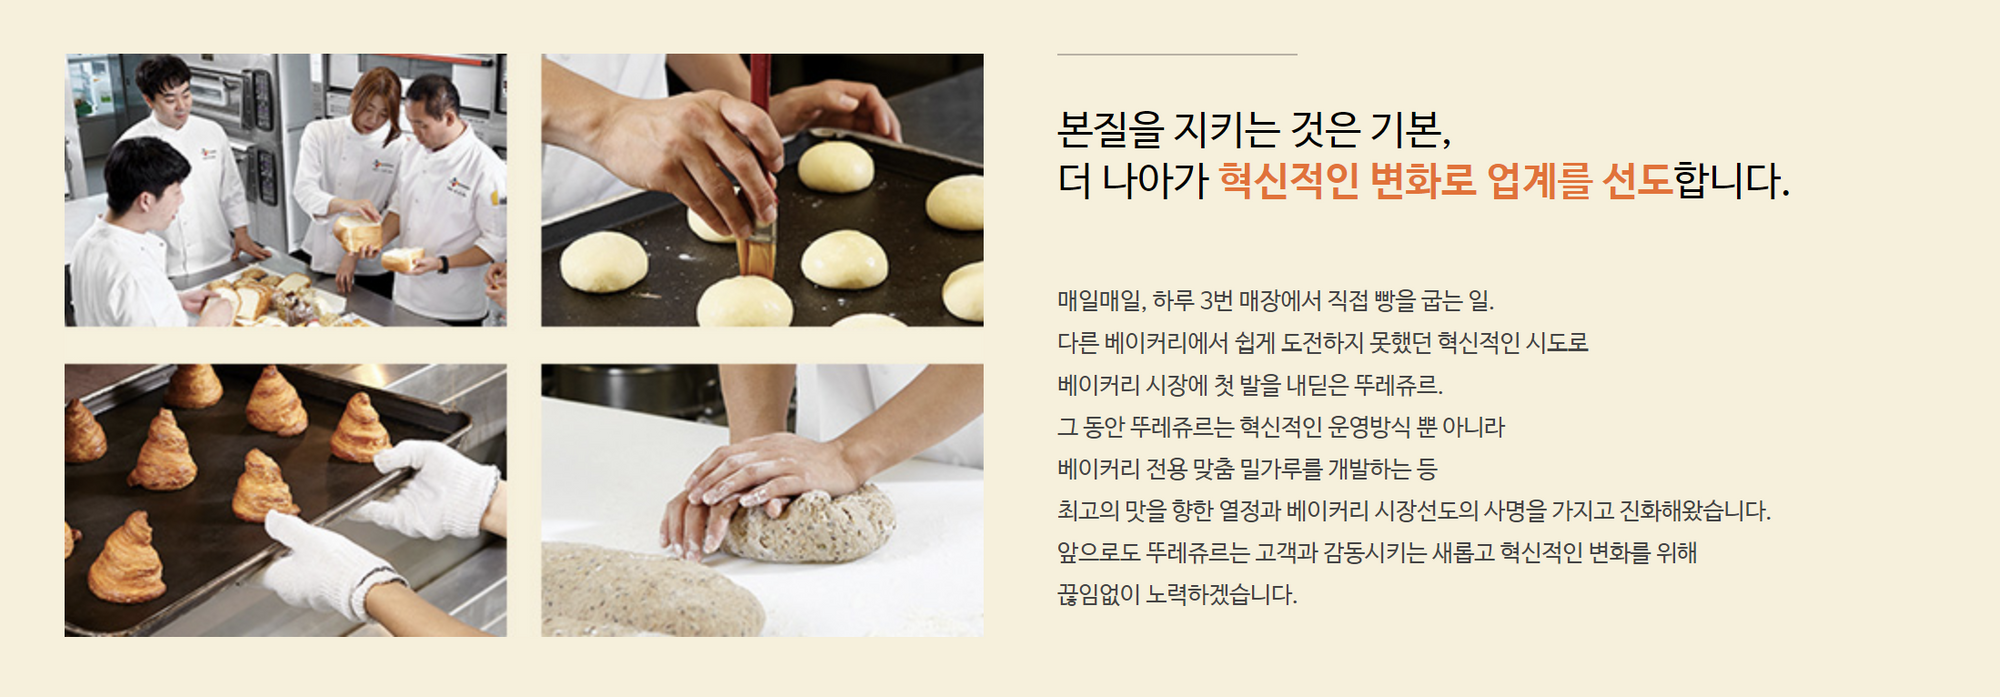 본질을 지키는 것은 기본,
더 나아가 혁신적인 변화로 업계를 선도합니다.
매일매일, 하루 3번 매장에서 직접 빵을 굽는 일.
다른 베이커리에서 쉽게 도전하지 못했던 혁신적인 시도로
베이커리 시장에 첫 발을 내딛은 뚜레쥬르.
그 동안 뚜레쥬르는 혁신적인 운영방식 뿐 아니라
베이커리 전용 맞춤 밀가루를 개발하는 등
최고의 맛을 향한 열정과 베이커리 시장선도의 사명을 가지고 진화해왔습니다.
앞으로도 뚜레쥬르는 고객과 감동시키는 새롭고 혁신적인 변화를 위해
끊임없이 노력하겠습니다.